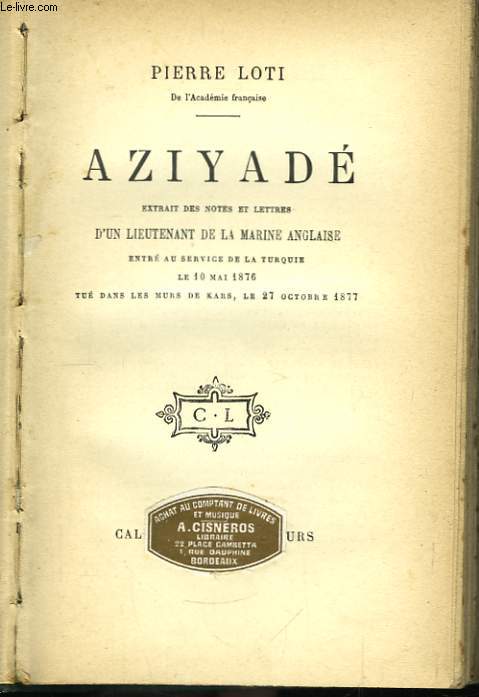 Le-Livre.com
PIERRE LOTI
De l'Académie française
AZIYADÉ
EXTRAIT DES NOTES ET LETTRES
D'UN LIEUTENANT DE LA MARINE ANGLAISE
ENTRÉ AU SERVICE DE LA TURQUIE
LE 10 MAI 1876
TUÉ DANS LES MURS DE KARS, LE 27 OCTOBRE 1877
C·L
ACHAT AU COMPTANT DE LIVRES
ET MUSIQUE
A. CISNEROS
LIBRAIRE
22, PLACE GAMBETTA
1, RUE DAUPHINE
BORDEAUX
CAL URS